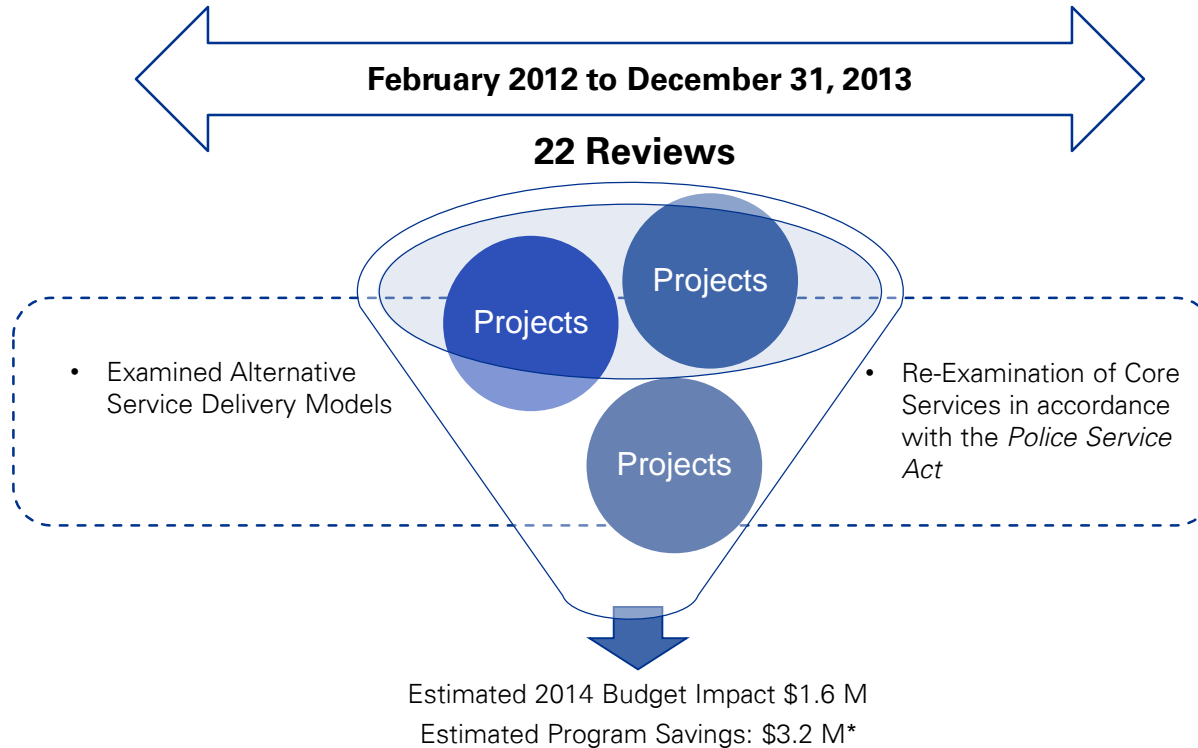 February 2012 to December 31, 2013
22 Reviews
Projects
Projects
Projects
• Examined Alternative
Service Delivery Models
• Re-Examination of Core
Services in accordance
with the Police Service
Act
Estimated 2014 Budget Impact $1.6 M
Estimated Program Savings: $3.2 M*